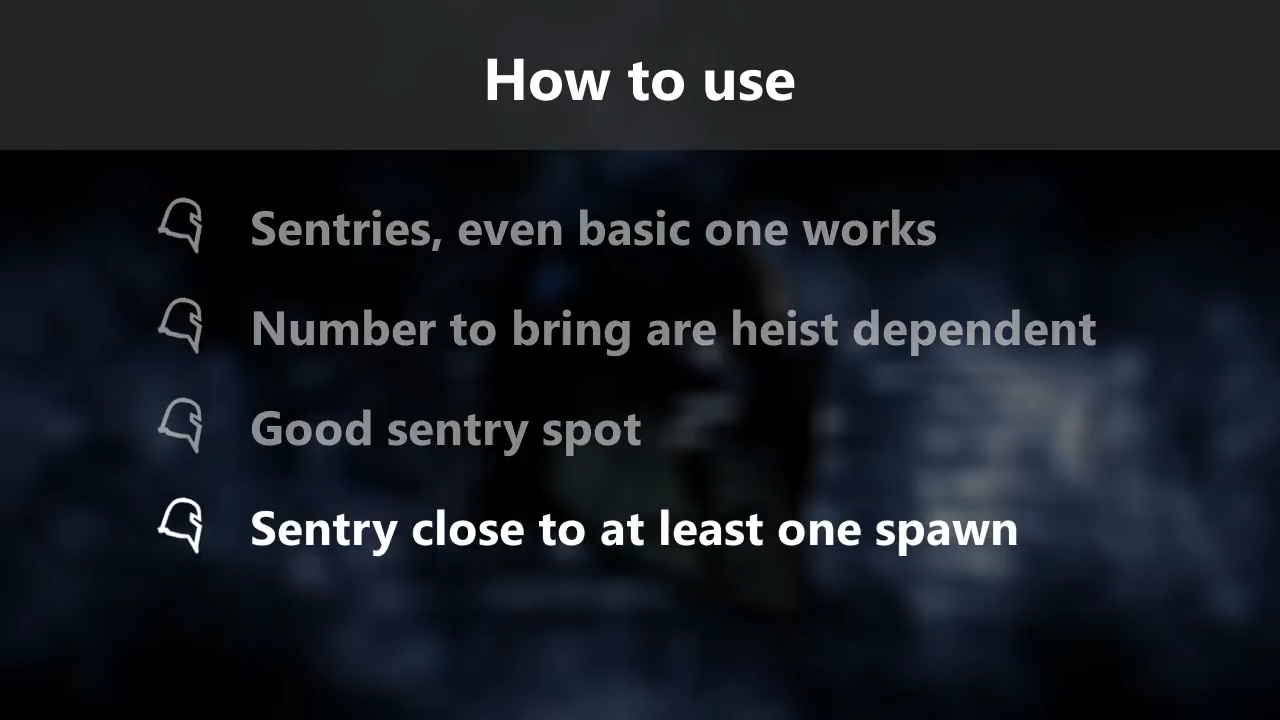 How to use
Sentries, even basic one works
Number to bring are heist dependent
Good sentry spot
Sentry close to at least one spawn